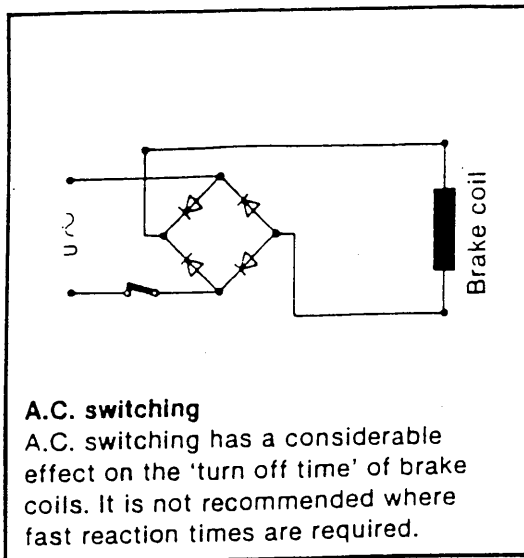 U ~
Brake coil
A.C. switching
A.C. switching has a considerable
effect on the 'turn off time' of brake
coils. It is not recommended where
fast reaction times are required.